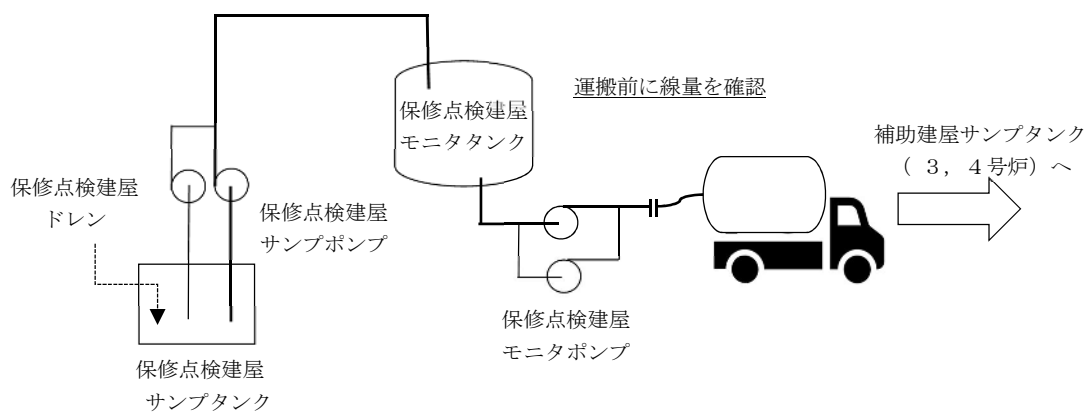 運搬前に線量を確認
保修点検建屋
モニタタンク
補助建屋サンプタンク
（ ３，４号炉）へ
保修点検建屋
ドレン
保修点検建屋
サンプポンプ
保修点検建屋
モニタポンプ
保修点検建屋
サンプタンク